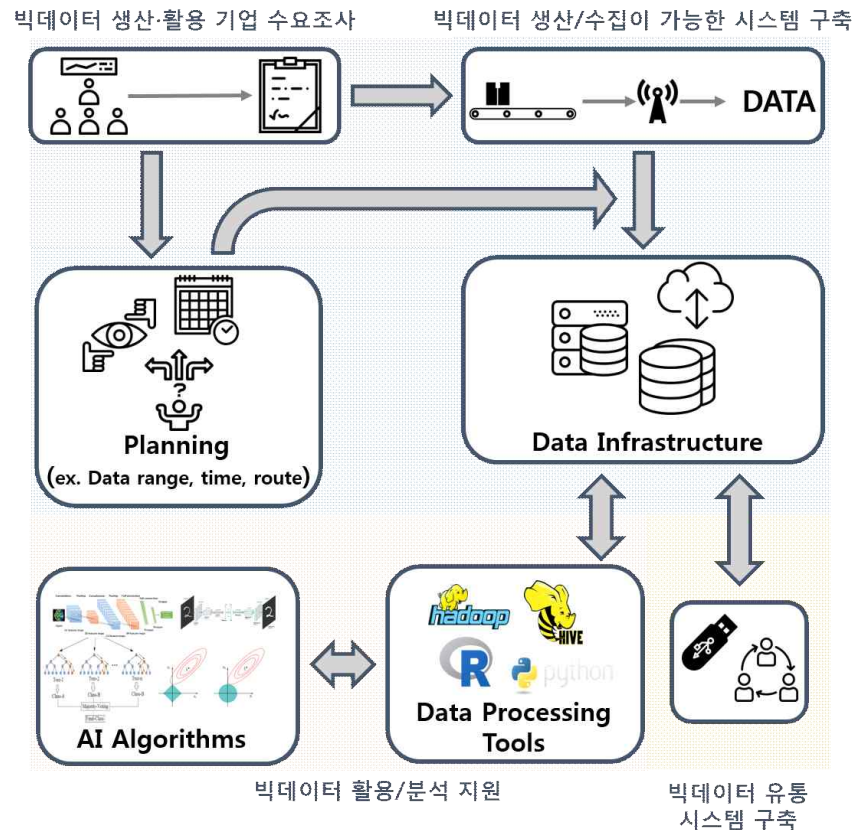 빅데이터 생산·활용 기업 수요조사
빅데이터 생산/수집이 가능한 시스템 구축
DATA
Planning
(ex. Data range, time, route)
Data Infrastructure
AI Algorithms
hadoop
HIVE
R
python
Data Processing
Tools
빅데이터 활용/분석 지원
빅데이터 유통
시스템 구축